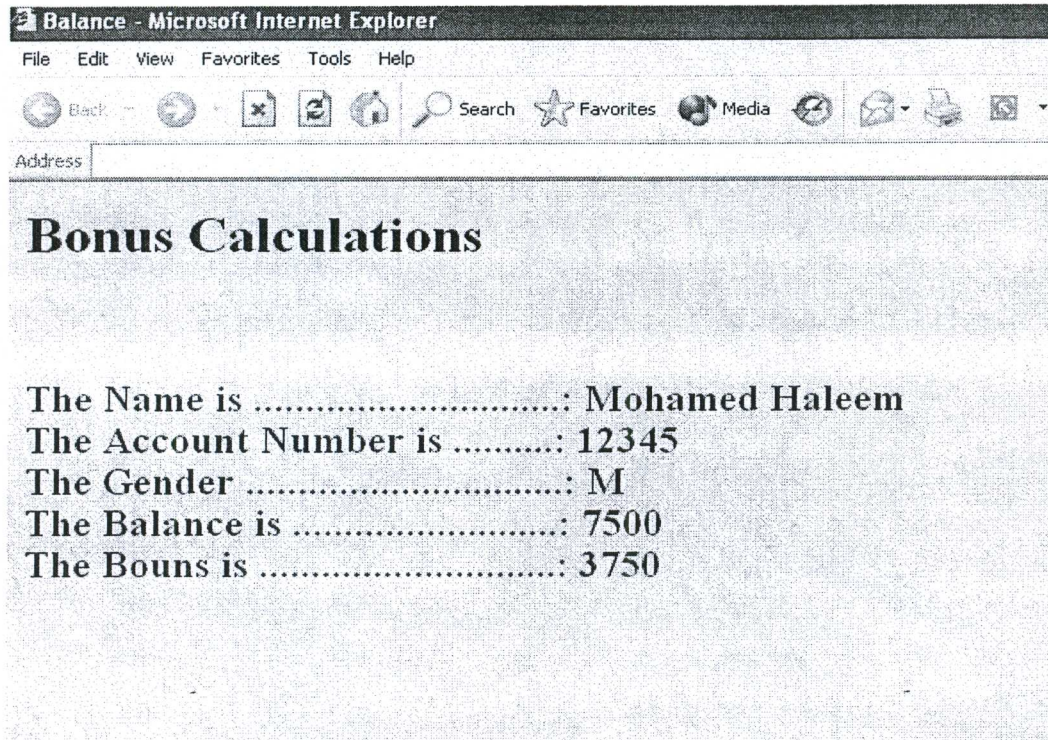 Balance - Microsoft Internet Explorer
File Edit View Favorites Tools Help
Back Search Favorites Media
Address
Bonus Calculations
The Name is ..............................: Mohamed Haleem
The Account Number is ..........: 12345
The Gender ...............................: M
The Balance is ..........................: 7500
The Bouns is .............................: 3750